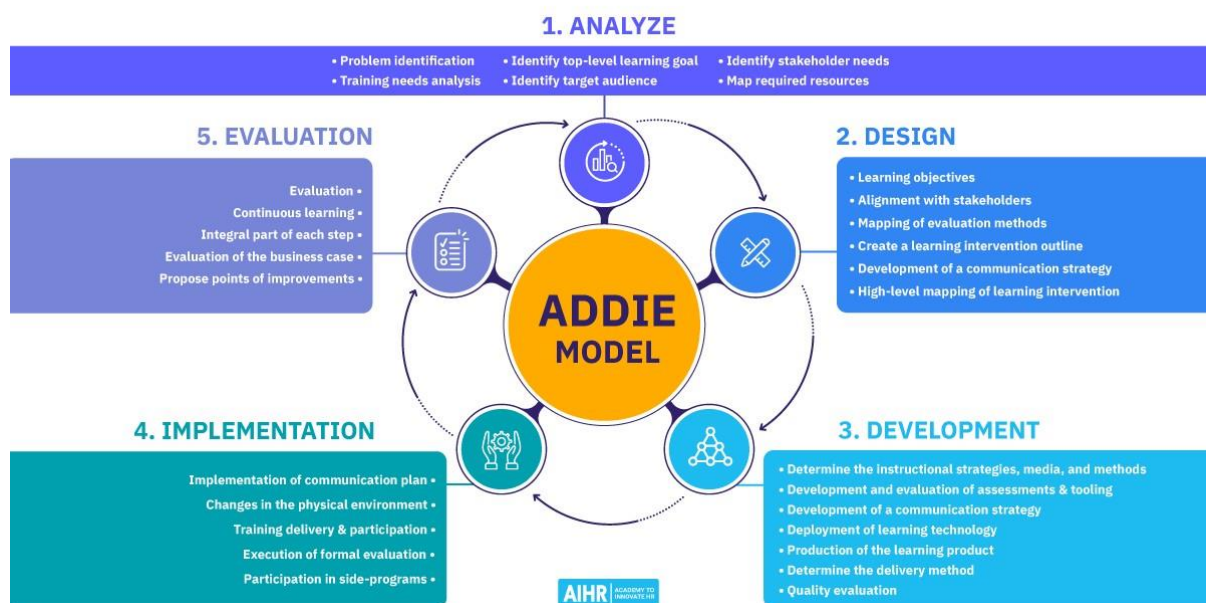 1. ANALYZE
• Problem identification
• Training needs analysis
• Identify top-level learning goal
• Identify target audience
• Identify stakeholder needs
• Map required resources
2. DESIGN
• Learning objectives
• Alignment with stakeholders
• Mapping of evaluation methods
• Create a learning intervention outline
• Development of a communication strategy
• High-level mapping of learning intervention
3. DEVELOPMENT
• Determine the instructional strategies, media, and methods
• Development and evaluation of assessments & tooling
• Development of a communication strategy
• Deployment of learning technology
• Production of the learning product
• Determine the delivery method
• Quality evaluation
4. IMPLEMENTATION
Implementation of communication plan •
Changes in the physical environment •
Training delivery & participation •
Execution of formal evaluation •
Participation in side-programs •
5. EVALUATION
Evaluation •
Continuous learning •
Integral part of each step •
Evaluation of the business case •
Propose points of improvements •
ADDIE
MODEL
AIHR
ACADEMY TO
INNOVATE HR